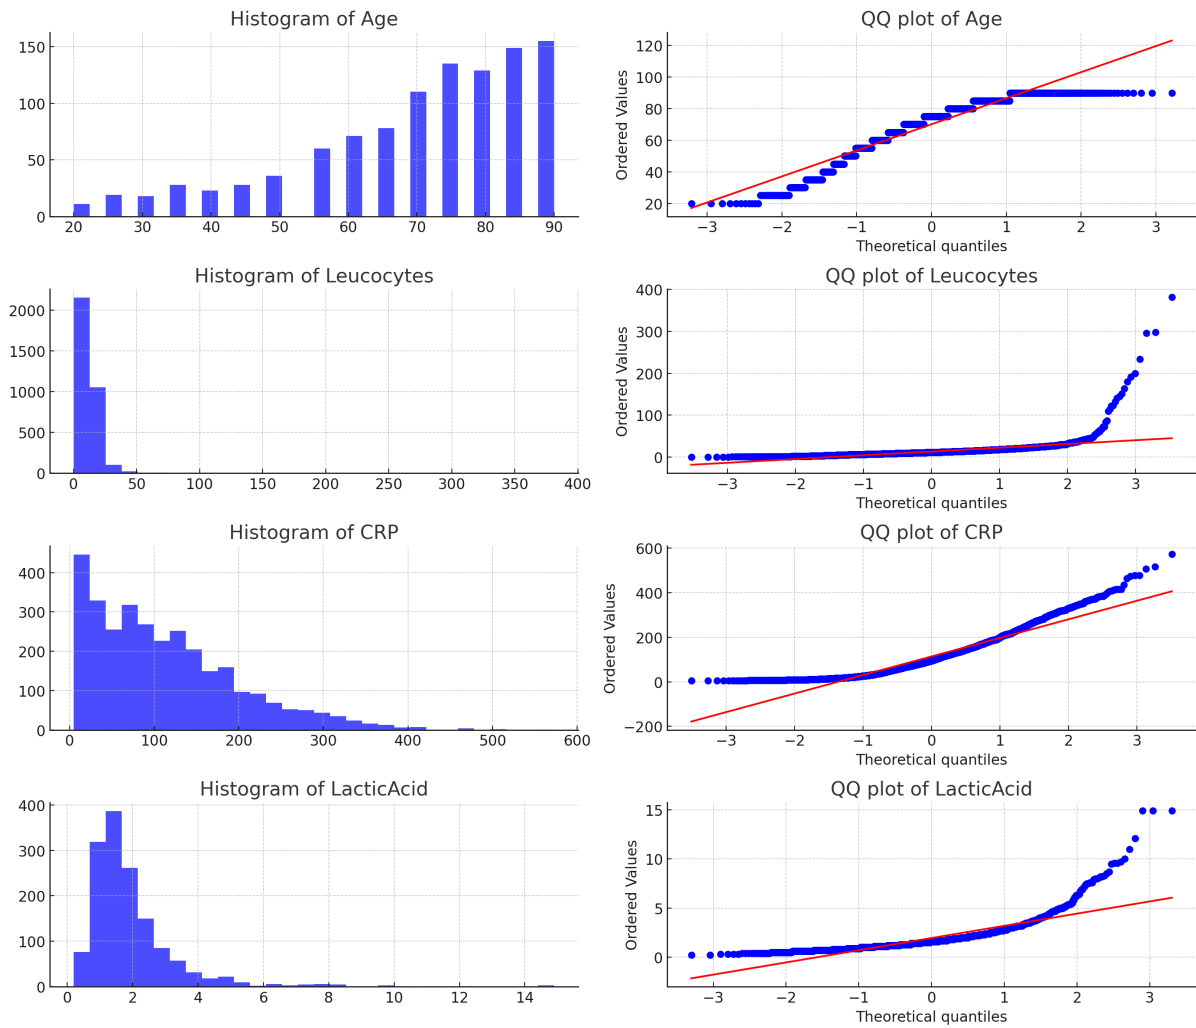 Histogram of Age
150
100
50
0
20 30 40 50 60 70 80 90
QQ plot of Age
Ordered Values
120
100
80
60
40
20
−3 −2 −1 0 1 2 3
Theoretical quantiles
Histogram of Leucocytes
2000
1500
1000
500
0
0 50 100 150 200 250 300 350 400
QQ plot of Leucocytes
Ordered Values
400
300
200
100
0
−3 −2 −1 0 1 2 3
Theoretical quantiles
Histogram of CRP
400
300
200
100
0
0 100 200 300 400 500 600
QQ plot of CRP
Ordered Values
600
400
200
0
−200
−3 −2 −1 0 1 2 3
Theoretical quantiles
Histogram of LacticAcid
400
300
200
100
0
0 2 4 6 8 10 12 14
QQ plot of LacticAcid
Ordered Values
15
10
5
0
−3 −2 −1 0 1 2 3
Theoretical quantiles